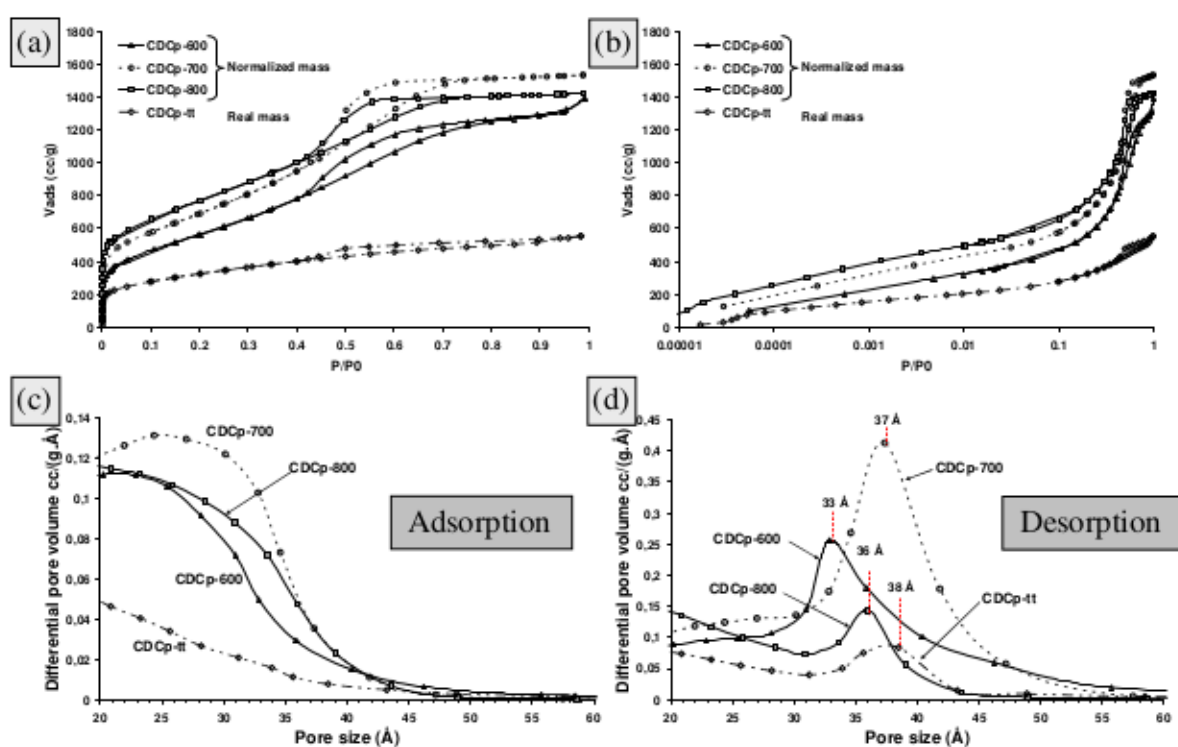 (a)
1800
1600
1400
1200
1000
800
600
400
200
0
Vads (cc/g)
CDCp-600
CDCp-700
CDCp-800
CDCp-tt
Normalized mass
Real mass
0 0.1 0.2 0.3 0.4 0.5 0.6 0.7 0.8 0.9 1
P/P0
(b)
1800
1600
1400
1200
1000
800
600
400
200
0
Vads (cc/g)
CDCp-600
CDCp-700
CDCp-800
CDCp-tt
Normalized mass
Real mass
0.00001 0.0001 0.001 0.01 0.1 1
P/P0
(c)
0,14
0,12
0,1
0,08
0,06
0,04
0,02
0
Differential pore volume cc/(g.Å)
CDCp-700
CDCp-800
CDCp-600
CDCp-tt
Adsorption
20 25 30 35 40 45 50 55 60
Pore size (Å)
(d)
0,45
0,4
0,35
0,3
0,25
0,2
0,15
0,1
0,05
0
Differential pore volume cc/(g.Å)
37 Å
CDCp-700
33 Å
CDCp-600
36 Å
CDCp-800
38 Å
CDCp-tt
Desorption
20 25 31 35 40 45 50 55 60
Pore size (Å)